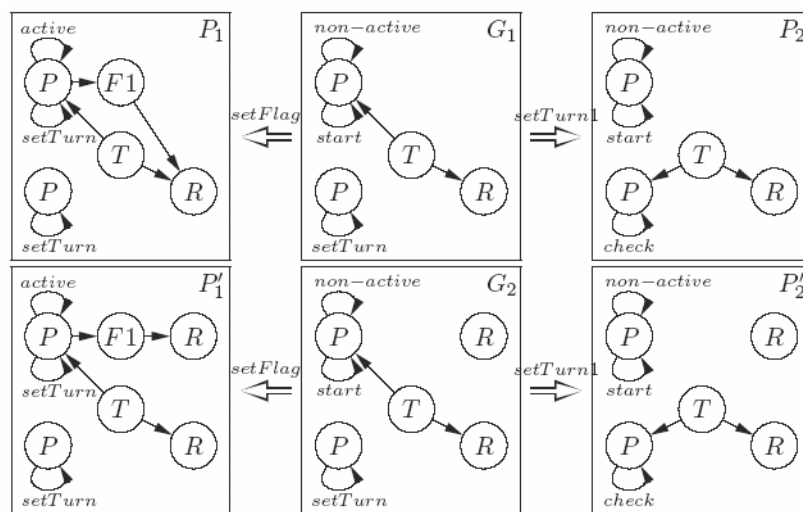 active P₁ non−active G₁ non−active P₂
P F1 P P
setFlag setTurn1
setTurn start start
T T T
P R P R P R
setTurn setTurn check
active P′₁ non−active G₂ non−active P′₂
P F1 R P R P R
setFlag setTurn1
setTurn start start
T T T
P R P R P R
setTurn setTurn check